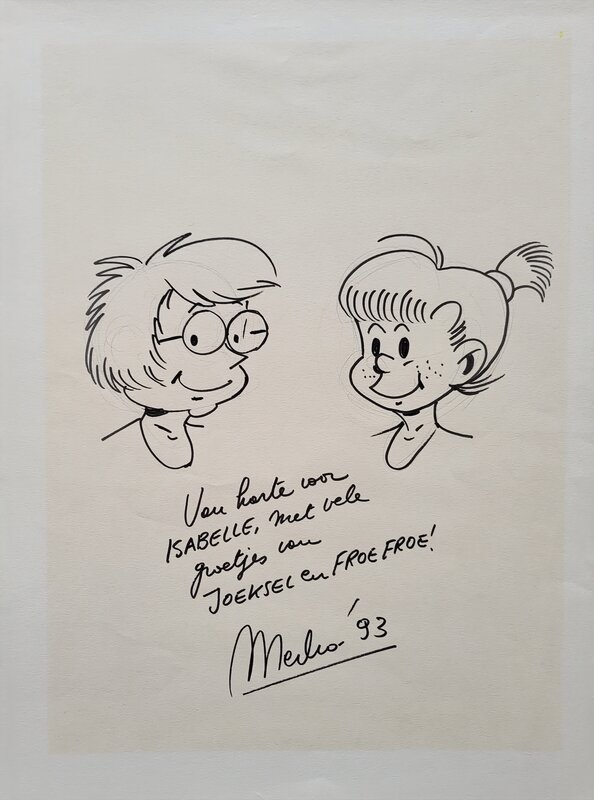 Van harte voor
ISABELLE, met vele
groetjes van
JOEKSEL en FROEFROE!
Merho '93